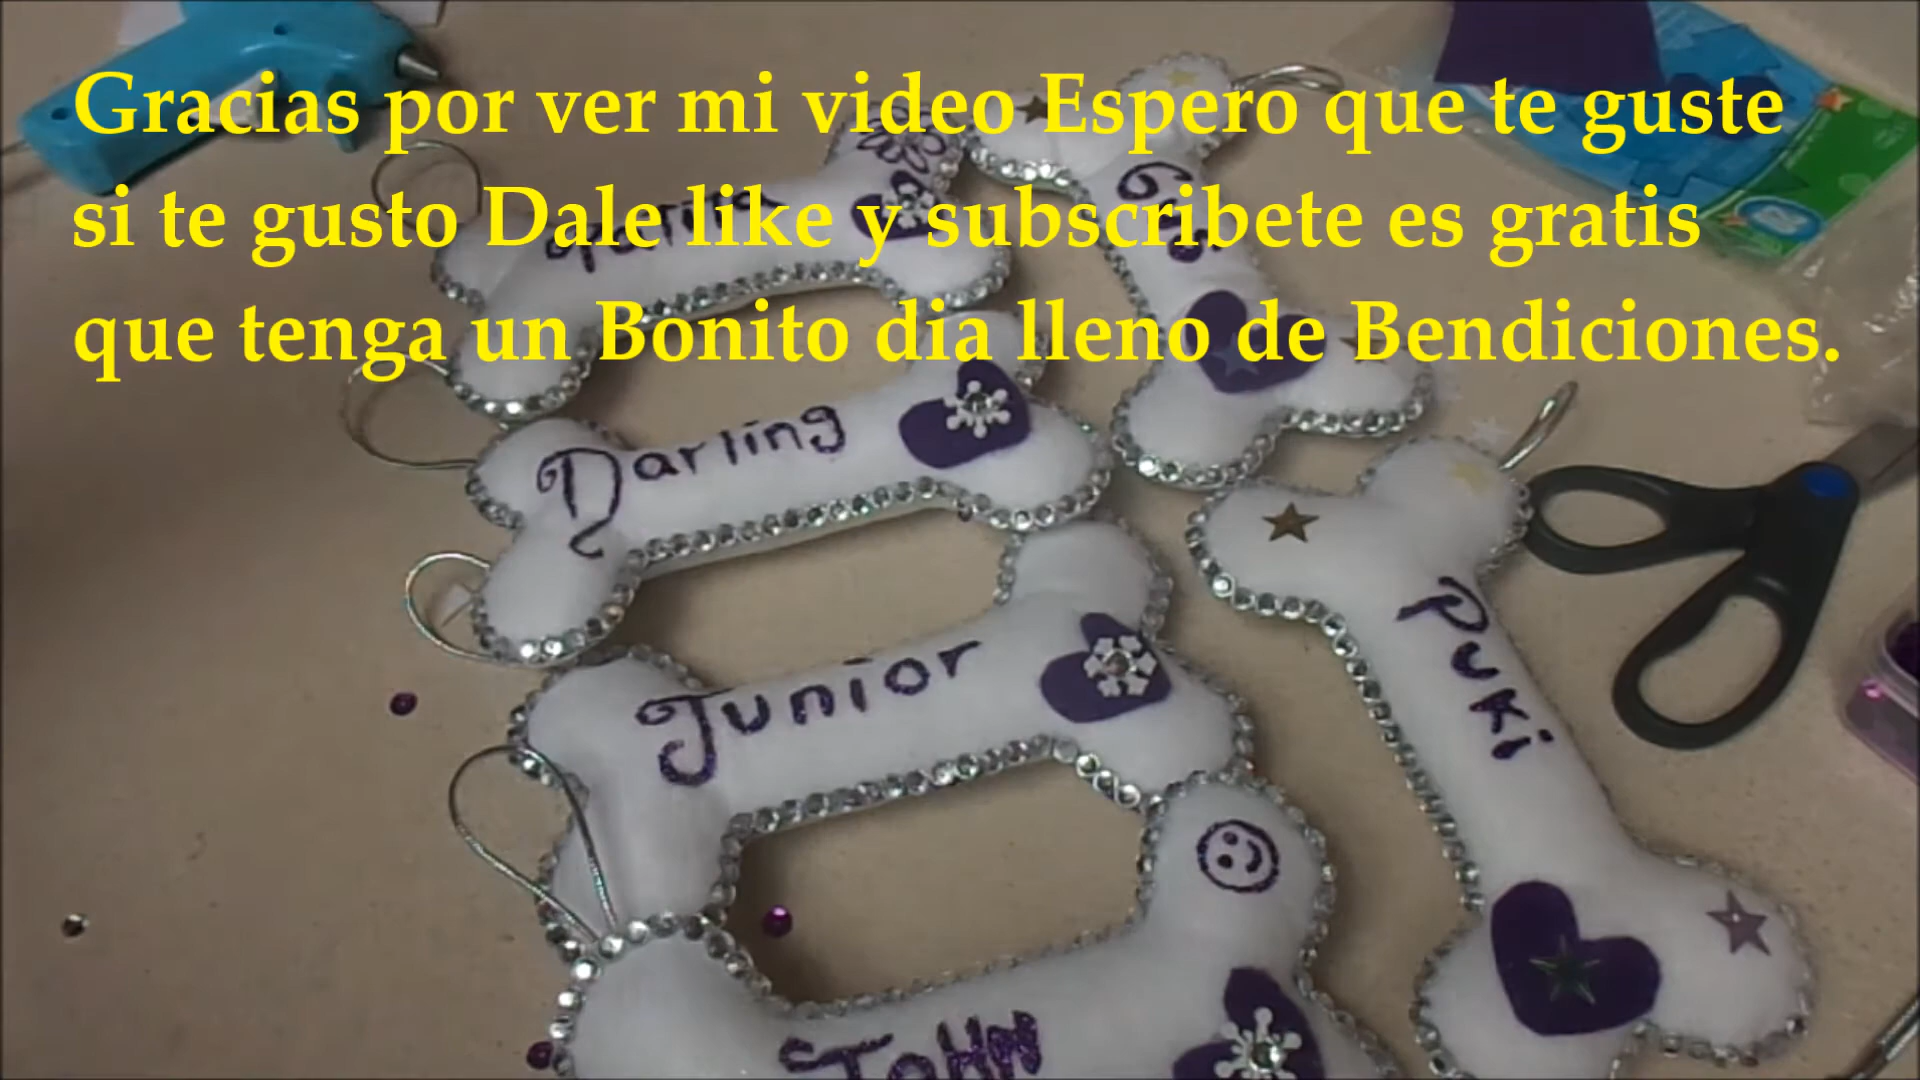 Gracias por ver mi video Espero que te guste
si te gusto Dale like y subscribete es gratis
que tenga un Bonito dia lleno de Bendiciones.
Darling
Junior
Puki
JoHN